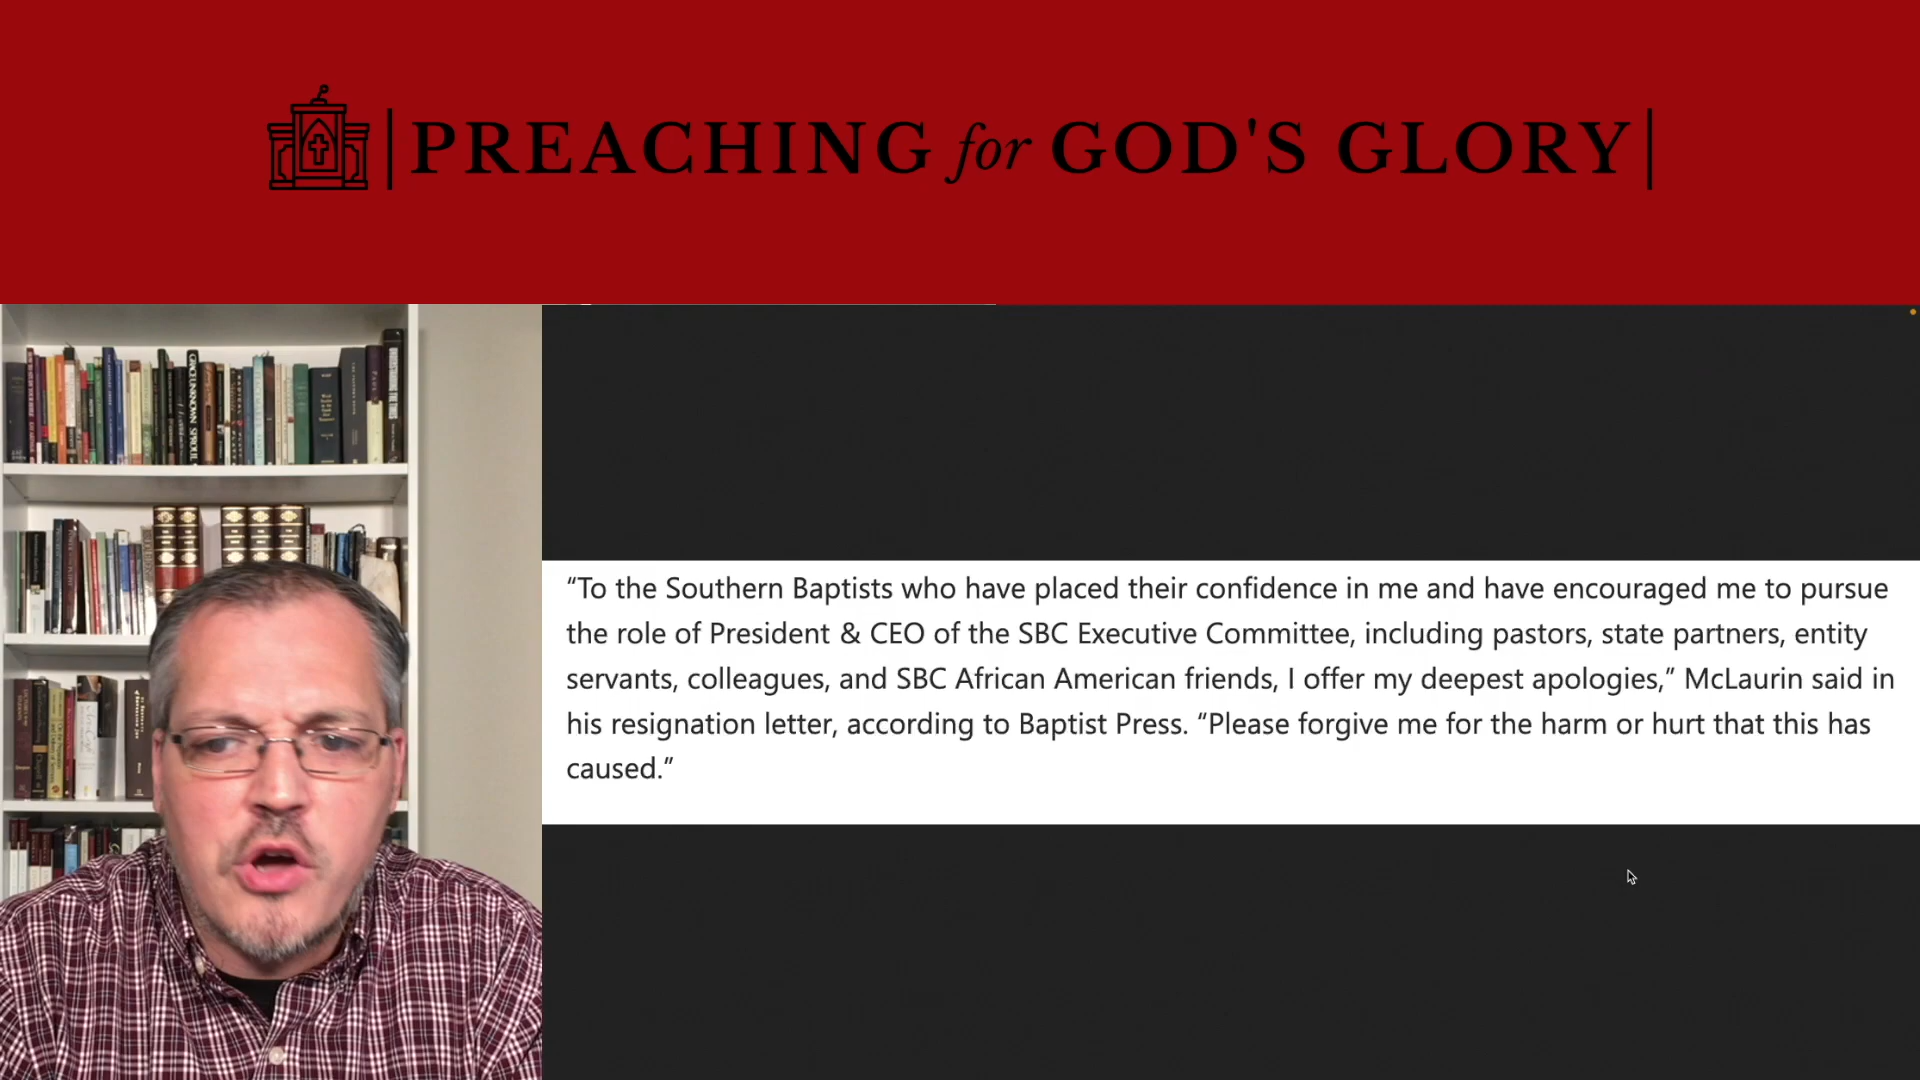 PREACHING for GOD'S GLORY
“To the Southern Baptists who have placed their confidence in me and have encouraged me to pursue
the role of President & CEO of the SBC Executive Committee, including pastors, state partners, entity
servants, colleagues, and SBC African American friends, I offer my deepest apologies,” McLaurin said in
his resignation letter, according to Baptist Press. “Please forgive me for the harm or hurt that this has
caused.”